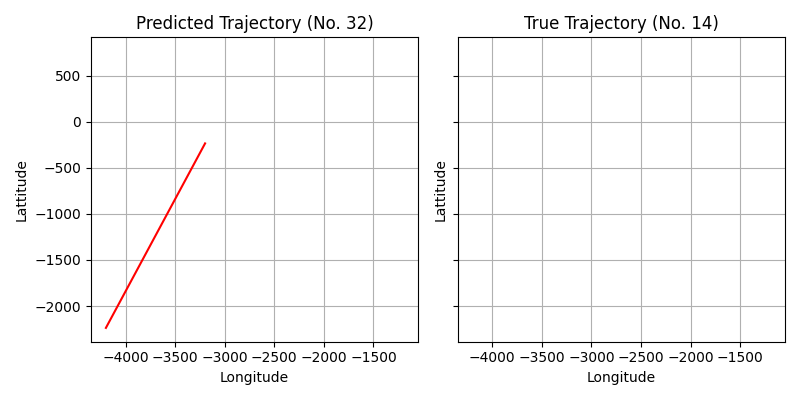 Predicted Trajectory (No. 32)
True Trajectory (No. 14)
500
0
−500
−1000
−1500
−2000
Lattitude
Lattitude
−4000 −3500 −3000 −2500 −2000 −1500
−4000 −3500 −3000 −2500 −2000 −1500
Longitude
Longitude